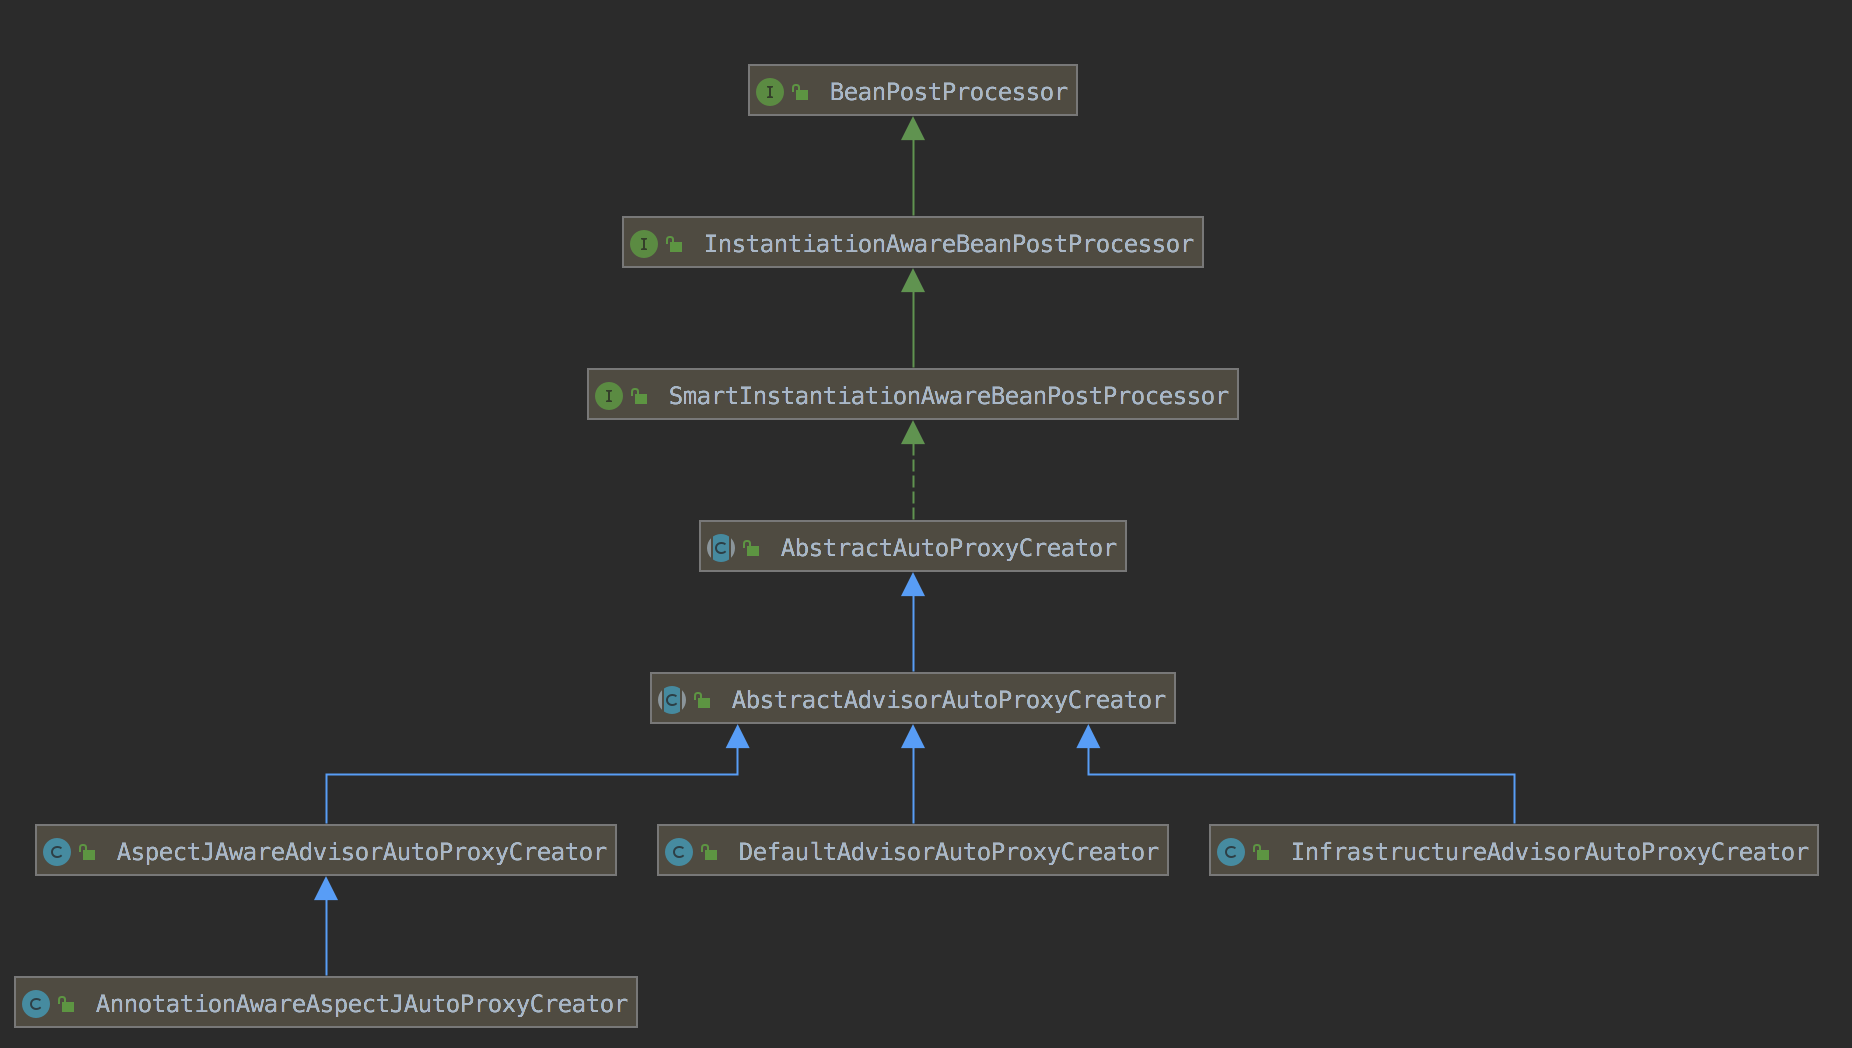 I BeanPostProcessor
I InstantiationAwareBeanPostProcessor
I SmartInstantiationAwareBeanPostProcessor
C AbstractAutoProxyCreator
C AbstractAdvisorAutoProxyCreator
C AspectJAwareAdvisorAutoProxyCreator
C DefaultAdvisorAutoProxyCreator
C InfrastructureAdvisorAutoProxyCreator
C AnnotationAwareAspectJAutoProxyCreator